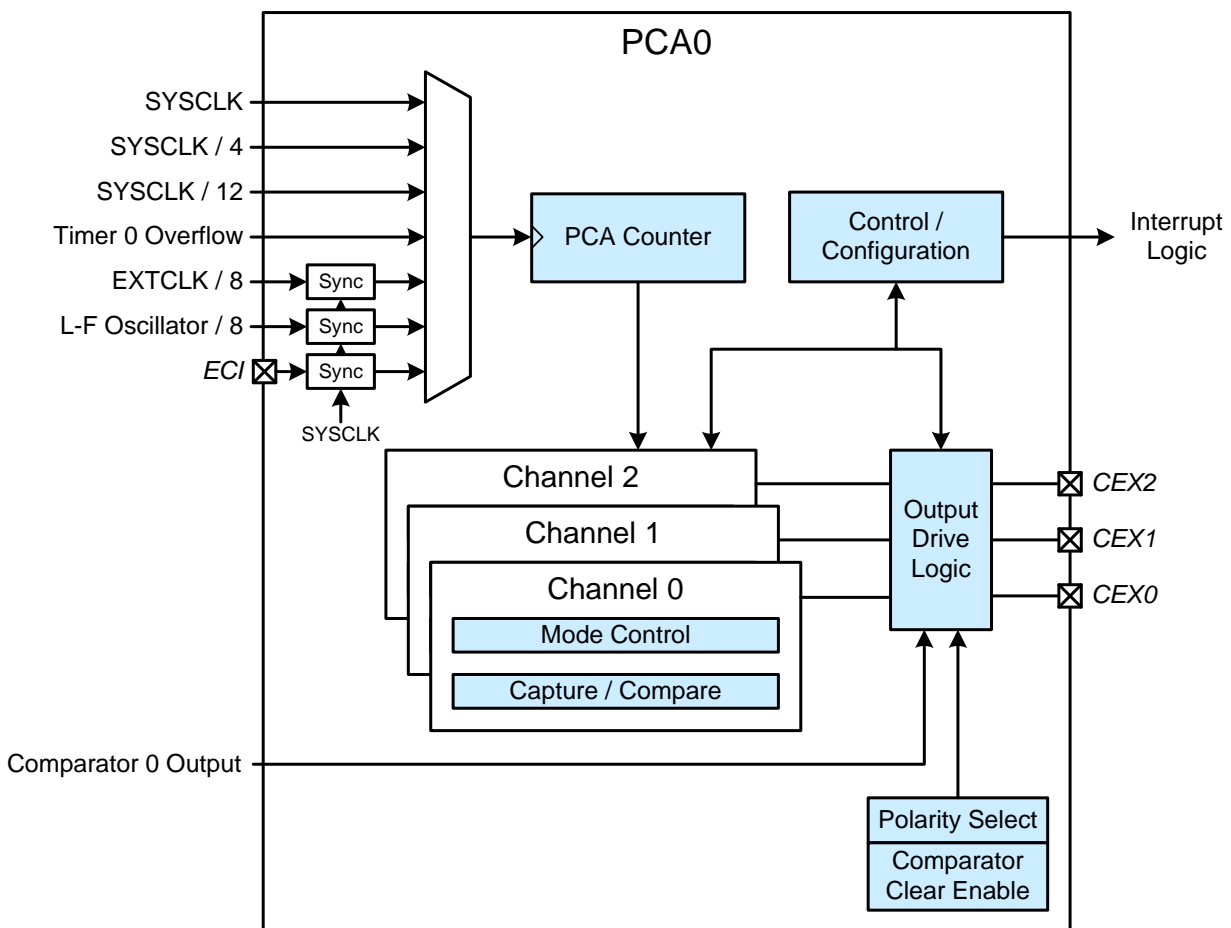 PCA0
SYSCLK
SYSCLK / 4
SYSCLK / 12
Timer 0 Overflow
EXTCLK / 8
L-F Oscillator / 8
ECI
Sync
Sync
Sync
SYSCLK
PCA Counter
Control /
Configuration
Interrupt
Logic
Channel 2
Channel 1
Channel 0
Mode Control
Capture / Compare
Output
Drive
Logic
CEX2
CEX1
CEX0
Comparator 0 Output
Polarity Select
Comparator
Clear Enable